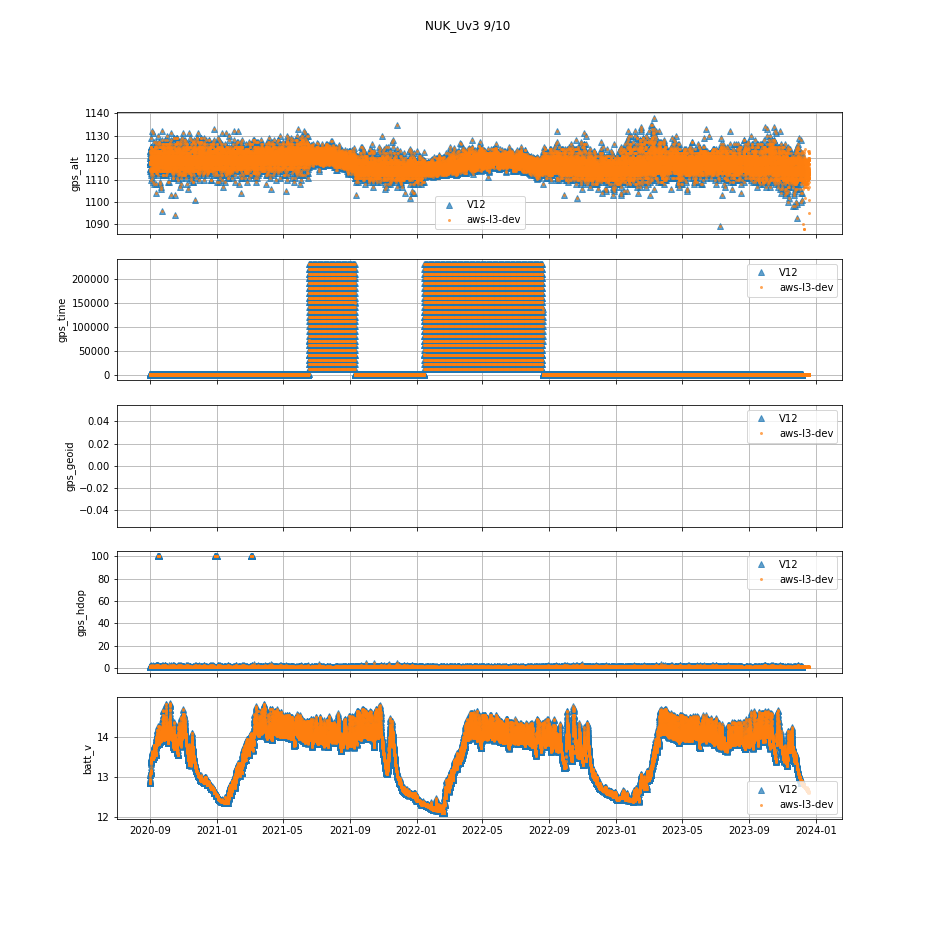 NUK_Uv3 9/10
gps_alt
1140
1130
1120
1110
1100
1090
V12
aws-l3-dev
gps_time
200000
150000
100000
50000
0
V12
aws-l3-dev
gps_geoid
0.04
0.02
0.00
−0.02
−0.04
V12
aws-l3-dev
gps_hdop
100
80
60
40
20
0
V12
aws-l3-dev
batt_v
14
13
12
V12
aws-l3-dev
2020-09 2021-01 2021-05 2021-09 2022-01 2022-05 2022-09 2023-01 2023-05 2023-09 2024-01